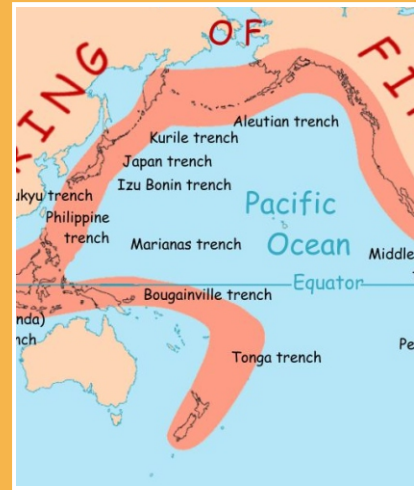 RING OF FI
Aleutian trench
Kurile trench
Japan trench
Izu Bonin trench
ukyu trench
Philippine
trench
Pacific
Ocean
Marianas trench
Middle
Equator
Bougainville trench
nda)
nch
Tonga trench
Pe